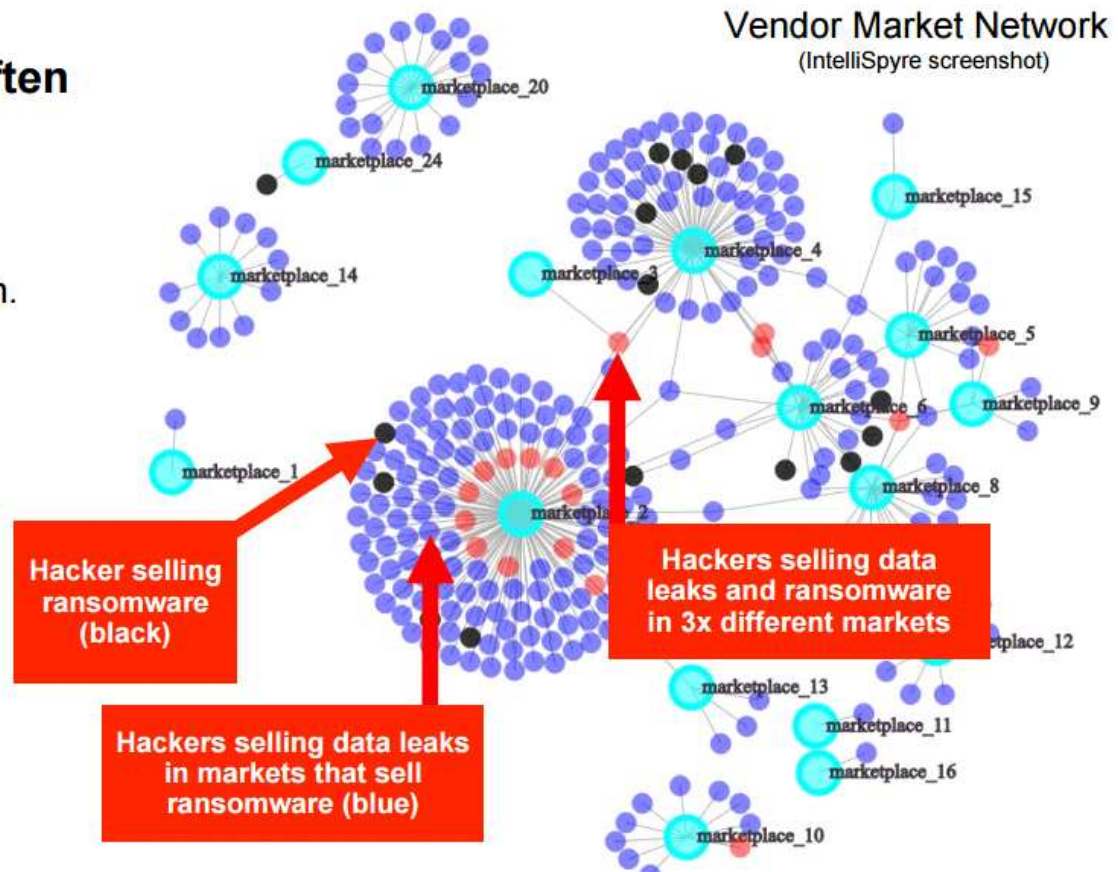 Vendor Market Network
(IntelliSpyre screenshot)
ften
n.
marketplace_20
marketplace_24
marketplace_15
marketplace_4
marketplace_3
marketplace_14
marketplace_5
marketplace_6
marketplace_9
marketplace_1
marketplace_8
marketplace_2
Hacker selling
ransomware
(black)
Hackers selling data
leaks and ransomware
in 3x different markets
etplace_12
marketplace_13
marketplace_11
marketplace_16
Hackers selling data leaks
in markets that sell
ransomware (blue)
marketplace_10